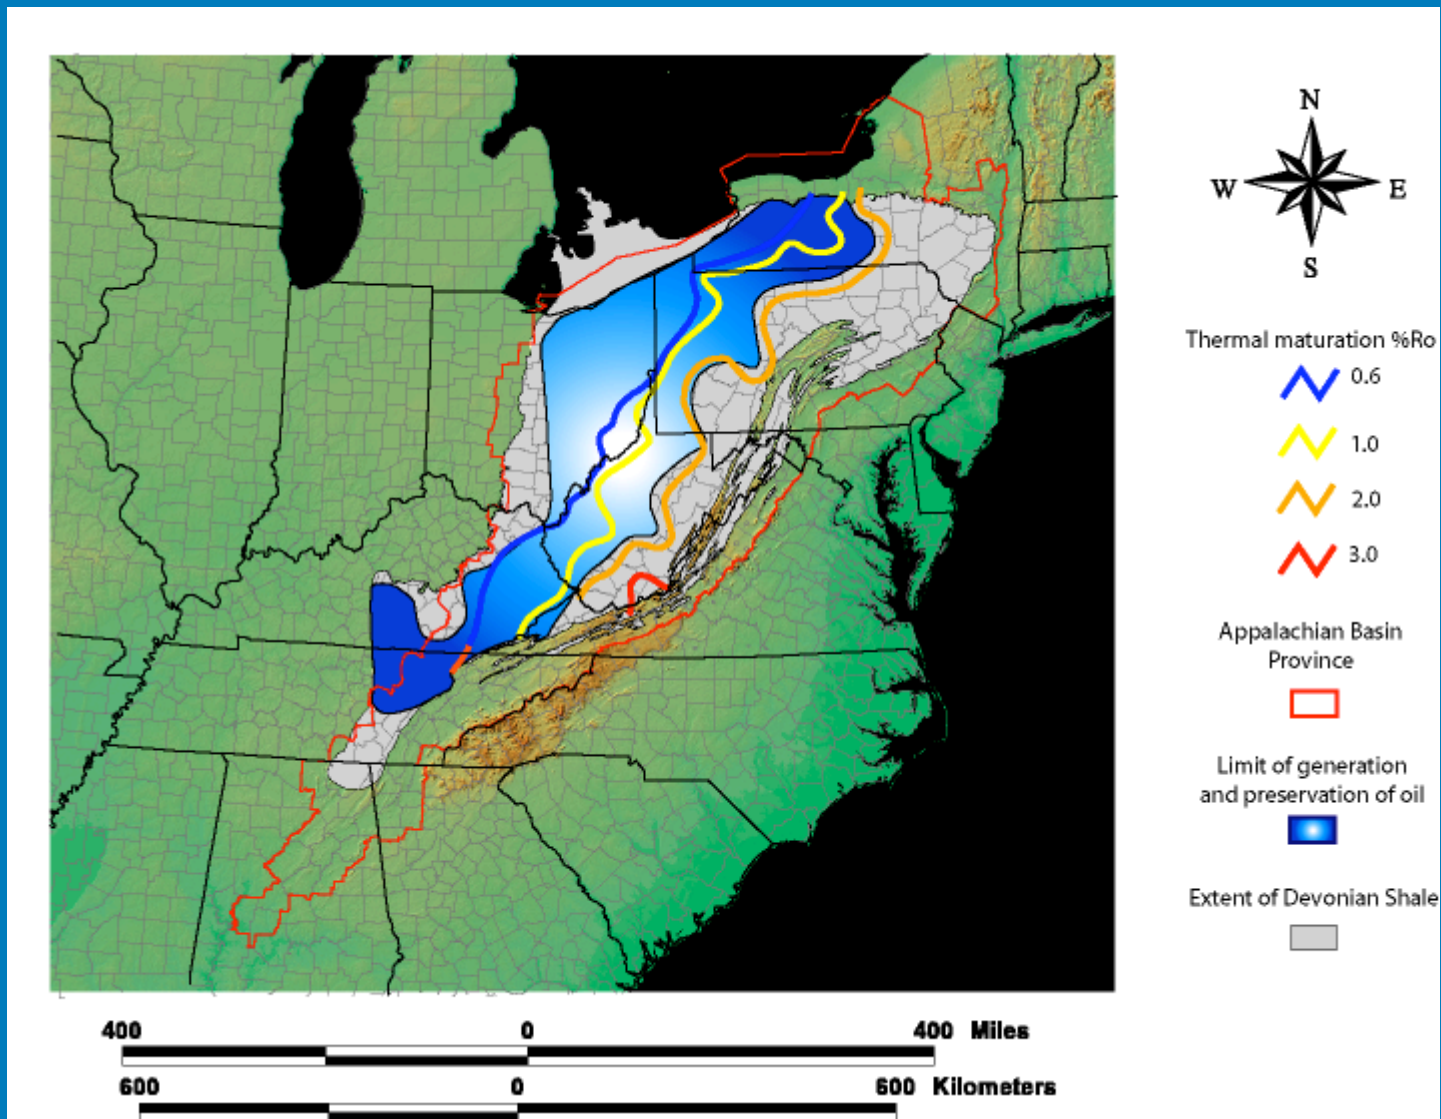 N
W E
S
Thermal maturation %Ro
0.6
1.0
2.0
3.0
Appalachian Basin
Province
Limit of generation
and preservation of oil
Extent of Devonian Shale
400 0 400 Miles
600 0 600 Kilometers